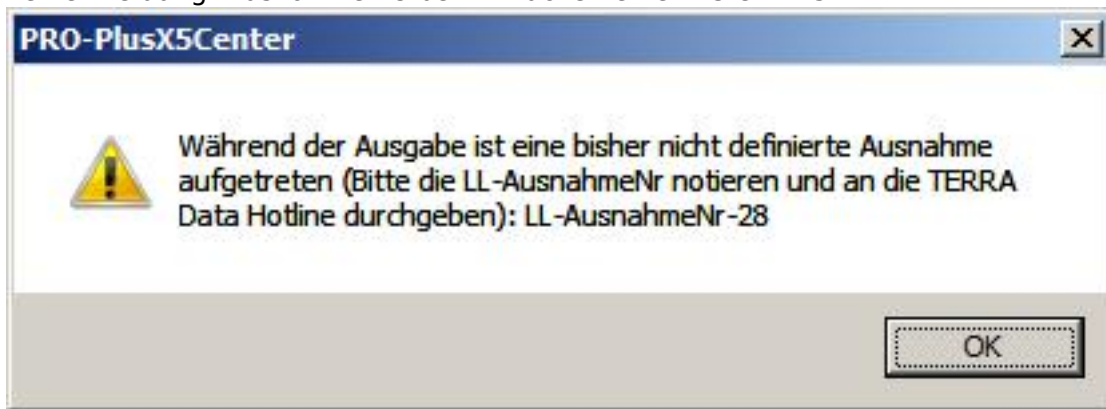 PRO-PlusX5Center
Während der Ausgabe ist eine bisher nicht definierte Ausnahme
aufgetreten (Bitte die LL-AusnahmeNr notieren und an die TERRA
Data Hotline durchgeben): LL-AusnahmeNr-28
OK